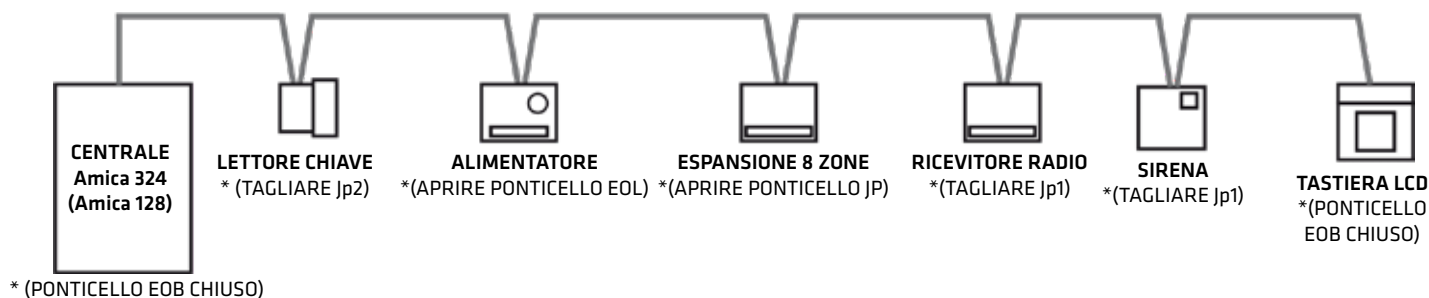 CENTRALE
Amica 324
(Amica 128)
* (PONTICELLO EOB CHIUSO)
LETTORE CHIAVE
* (TAGLIARE Jp2)
ALIMENTATORE
*(APRIRE PONTICELLO EOL)
ESPANSIONE 8 ZONE
*(APRIRE PONTICELLO JP)
RICEVITORE RADIO
*(TAGLIARE Jp1)
SIRENA
*(TAGLIARE Jp1)
TASTIERA LCD
*(PONTICELLO
EOB CHIUSO)